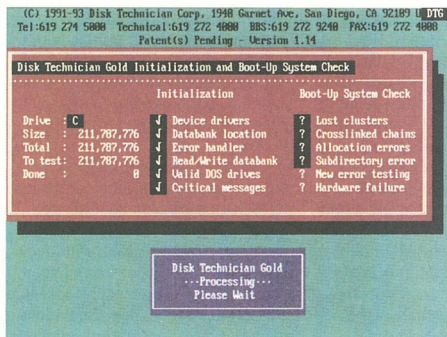 (C) 1991-93 Disk Technician Corp, 1940 Garnet Ave, San Diego, CA 92109 U DTG
Tel:619 274 5000 Technical:619 272 4000 BBS:619 272 9240 FAX:619 272 4008
Patent(s) Pending - Version 1.14
Disk Technician Gold Initialization and Boot-Up System Check
Initialization Boot-Up System Check
Drive : C √ Device drivers ? Lost clusters
Size : 211,787,776 √ Databank location ? Crosslinked chains
Total : 211,787,776 √ Error handler ? Allocation errors
To test: 211,787,776 √ Read/Write databank ? Subdirectory error
Done : 0 √ Valid DOS drives ? New error testing
√ Critical messages ? Hardware failure
Disk Technician Gold
···Processing···
Please Wait